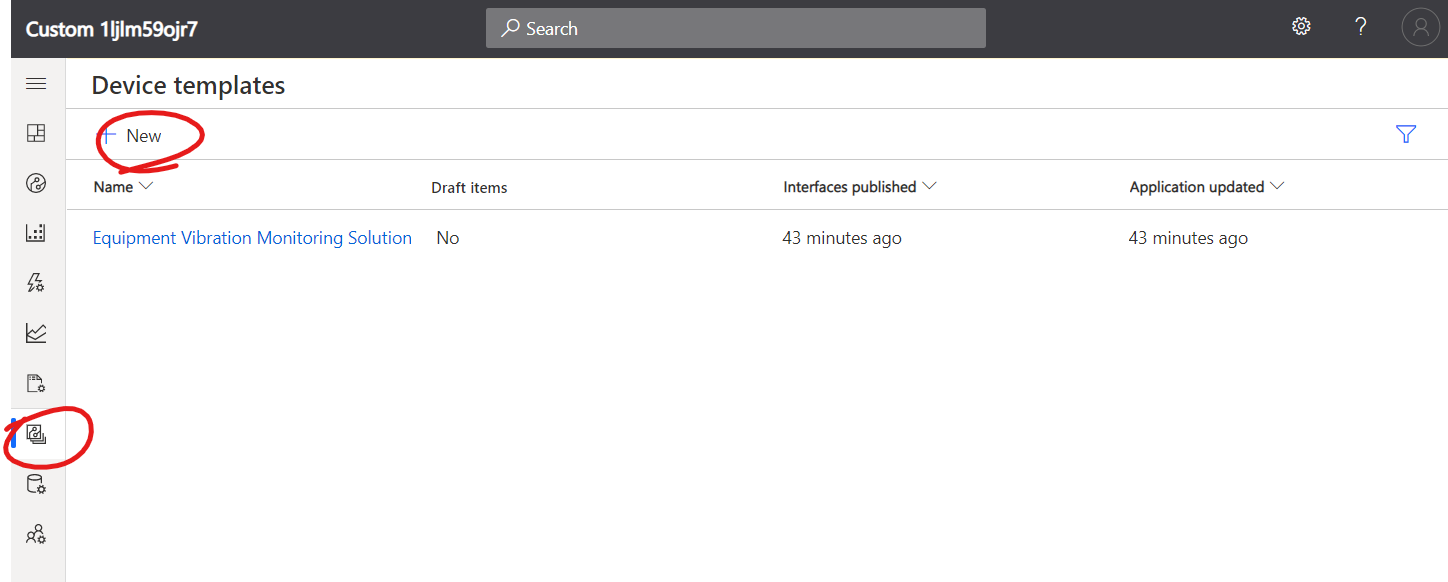 Custom 1ljlm59ojr7
Search
?
Device templates
+ New
Name Draft items Interfaces published Application updated
Equipment Vibration Monitoring Solution No 43 minutes ago 43 minutes ago